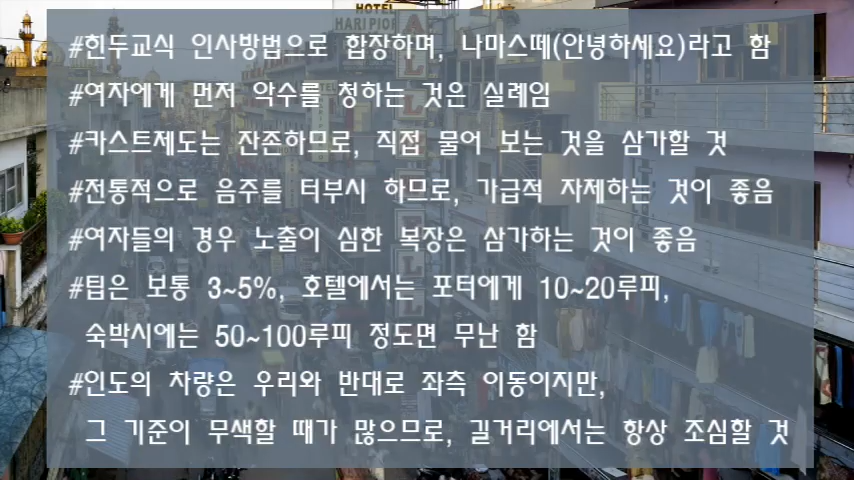 HOTEL
HARI PIOR
#힌두교식 인사방법으로 합장하며, 나마스떼(안녕하세요)라고 함
#여자에게 먼저 악수를 청하는 것은 실례임
#카스트제도는 잔존하므로, 직접 물어 보는 것을 삼가할 것
#전통적으로 음주를 터부시 하므로, 가급적 자제하는 것이 좋음
#여자들의 경우 노출이 심한 복장은 삼가하는 것이 좋음
#팁은 보통 3~5%, 호텔에서는 포터에게 10~20루피,
숙박시에는 50~100루피 정도면 무난 함
#인도의 차량은 우리와 반대로 좌측 이동이지만,
그 기준이 무색할 때가 많으므로, 길거리에서는 항상 조심할 것